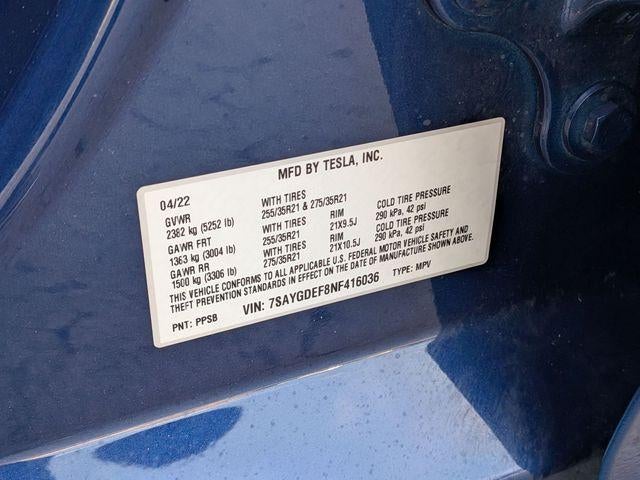 MFD BY TESLA, INC.
04/22
GVWR WITH TIRES COLD TIRE PRESSURE
2382 kg (5252 lb) 255/35R21 & 275/35R21 290 kPa, 42 psi
GAWR FRT WITH TIRES RIM COLD TIRE PRESSURE
1363 kg (3004 lb) 255/35R21 21X9.5J 290 kPa, 42 psi
GAWR RR WITH TIRES RIM
1500 kg (3306 lb) 275/35R21 21X10.5J
THIS VEHICLE CONFORMS TO ALL APPLICABLE U.S. FEDERAL MOTOR VEHICLE SAFETY AND
THEFT PREVENTION STANDARDS IN EFFECT ON THE DATE OF MANUFACTURE SHOWN ABOVE.
PNT: PPSB VIN: 7SAYGDEF8NF416036 TYPE: MPV